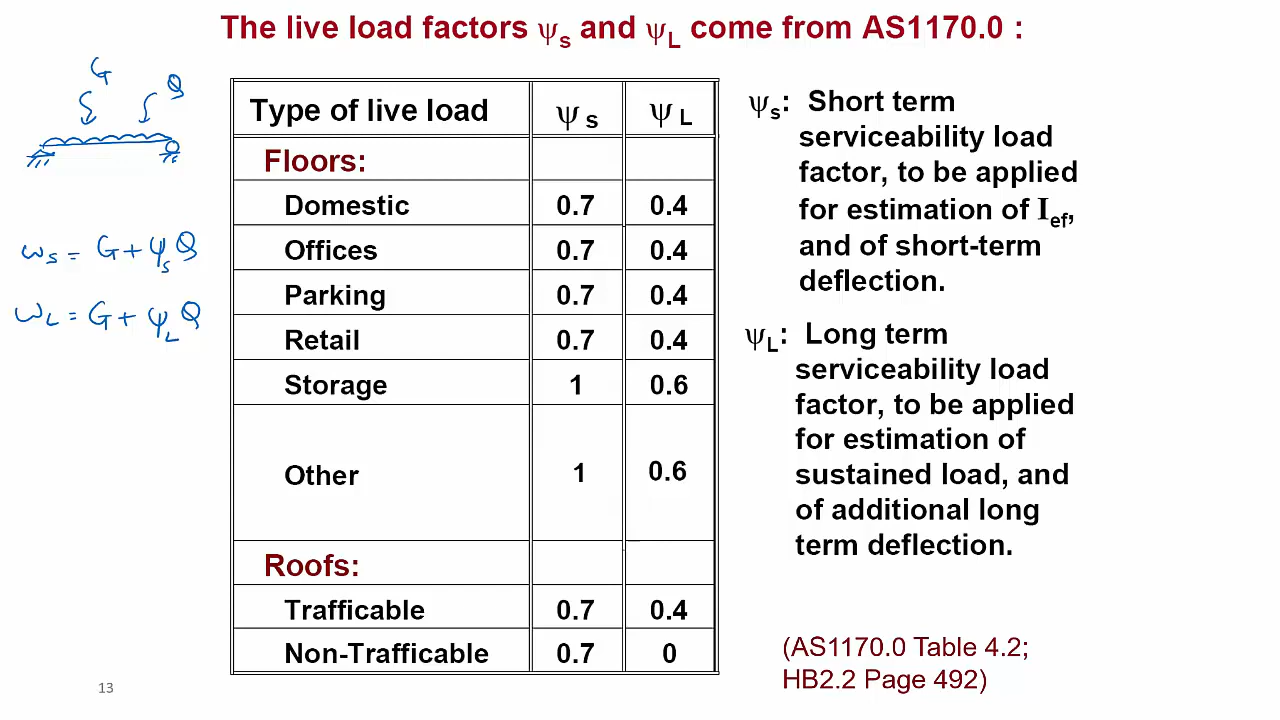 The live load factors ψs and ψL come from AS1170.0 :
G
Q
ws = G + ψs Q
wL = G + ψL Q
Type of live load ψs ψL
Floors:
Domestic 0.7 0.4
Offices 0.7 0.4
Parking 0.7 0.4
Retail 0.7 0.4
Storage 1 0.6
Other 1 0.6
Roofs:
Trafficable 0.7 0.4
Non-Trafficable 0.7 0
ψs: Short term
serviceability load
factor, to be applied
for estimation of Ief,
and of short-term
deflection.
ψL: Long term
serviceability load
factor, to be applied
for estimation of
sustained load, and
of additional long
term deflection.
(AS1170.0 Table 4.2;
HB2.2 Page 492)
13